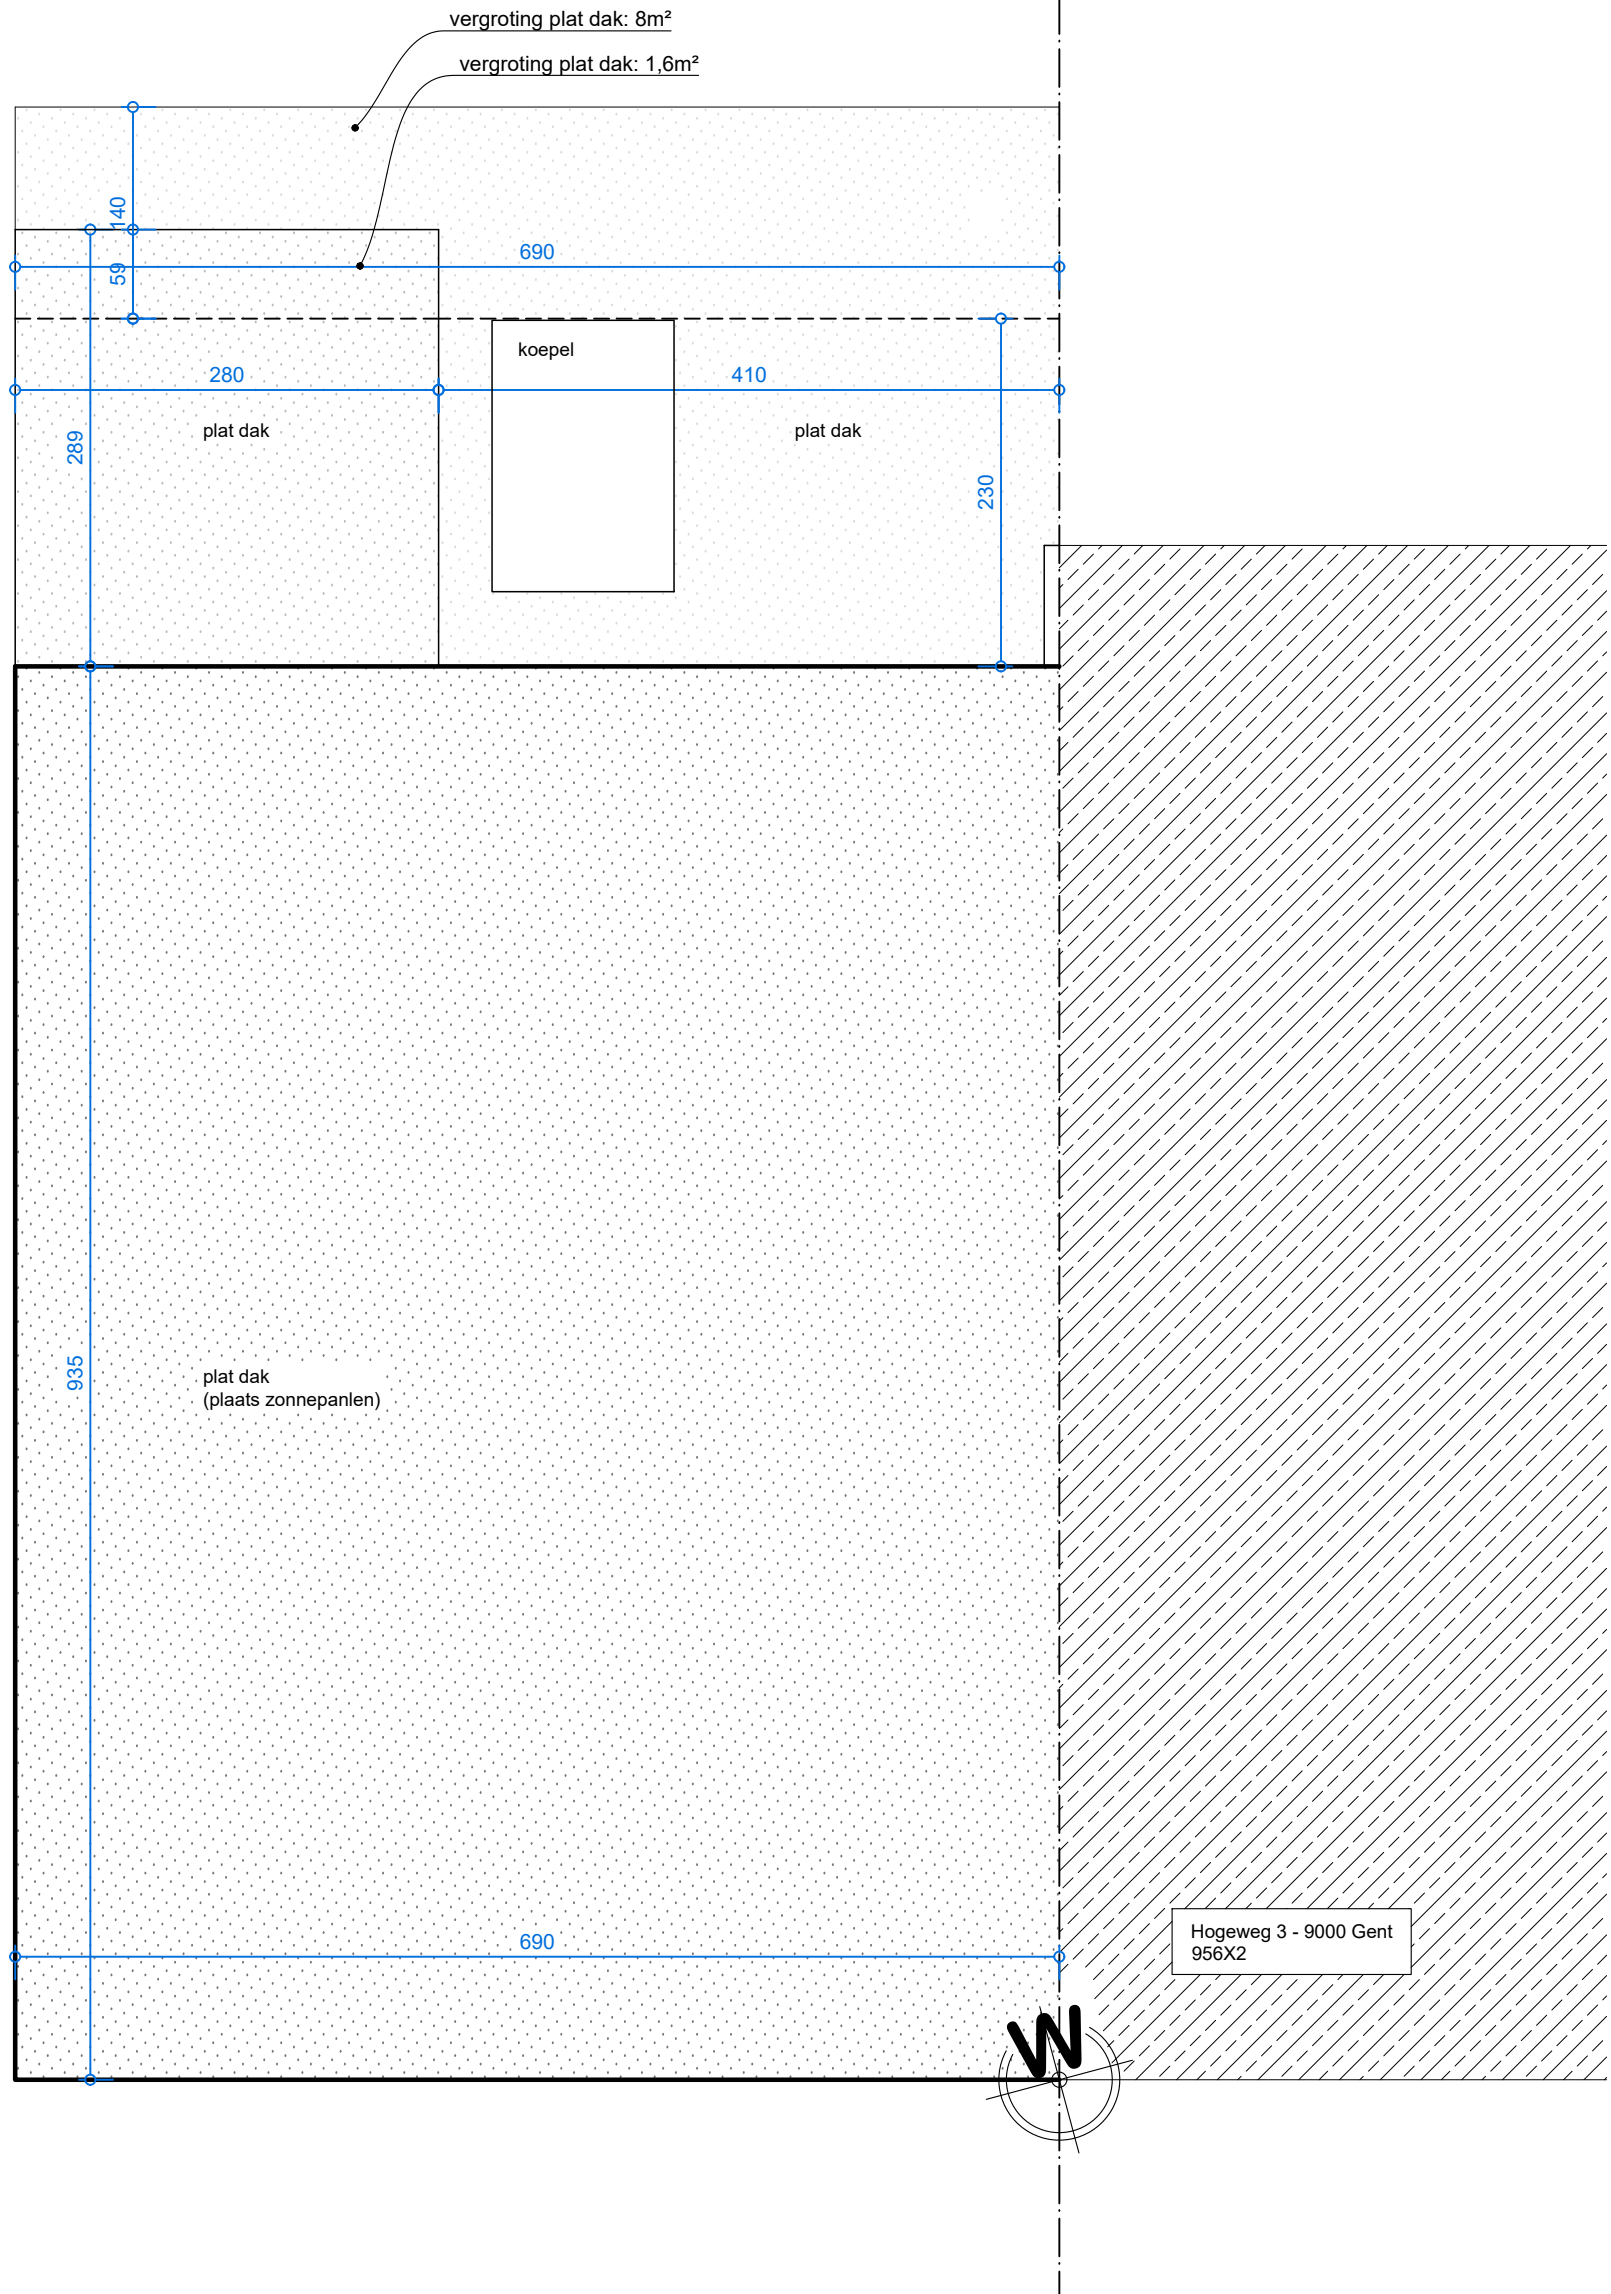 vergroting plat dak: 8m²
vergroting plat dak: 1,6m²
140
690
59
koepel
280
410
plat dak
plat dak
289
230
935
plat dak
(plaats zonnepanlen)
690
Hogeweg 3 - 9000 Gent
956X2
W